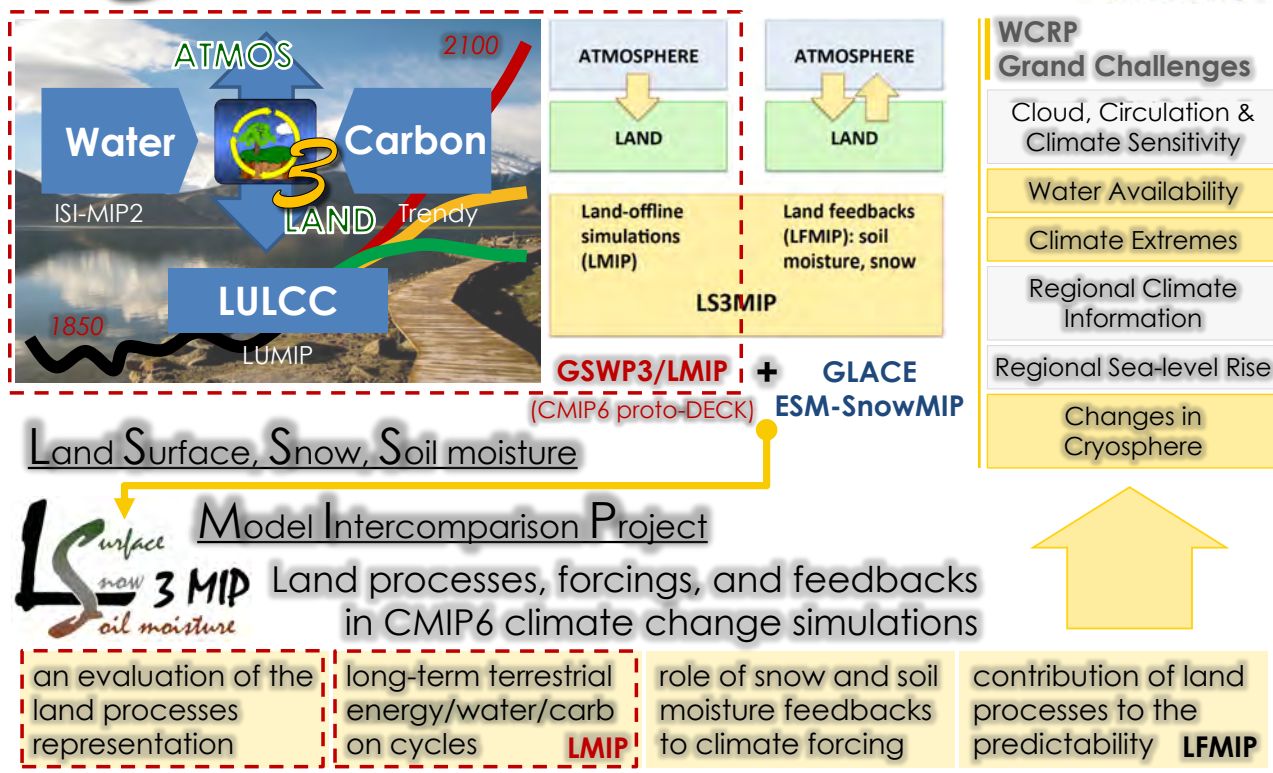 ATMOS
2100
Water
Carbon
3
ISI-MIP2
LAND
Trendy
LULCC
1850
LUMIP
ATMOSPHERE
LAND
Land-offline
simulations
(LMIP)
ATMOSPHERE
LAND
Land feedbacks
(LFMIP): soil
moisture, snow
LS3MIP
GSWP3/LMIP
(CMIP6 proto-DECK)
+
GLACE
ESM-SnowMIP
WCRP
Grand Challenges
Cloud, Circulation &
Climate Sensitivity
Water Availability
Climate Extremes
Regional Climate
Information
Regional Sea-level Rise
Changes in
Cryosphere
Land Surface, Snow, Soil moisture
Model Intercomparison Project
LSurface
now 3 MIP
oil moisture
Land processes, forcings, and feedbacks
in CMIP6 climate change simulations
an evaluation of the
land processes
representation
long-term terrestrial
energy/water/carb
on cycles LMIP
role of snow and soil
moisture feedbacks
to climate forcing
contribution of land
processes to the
predictability LFMIP